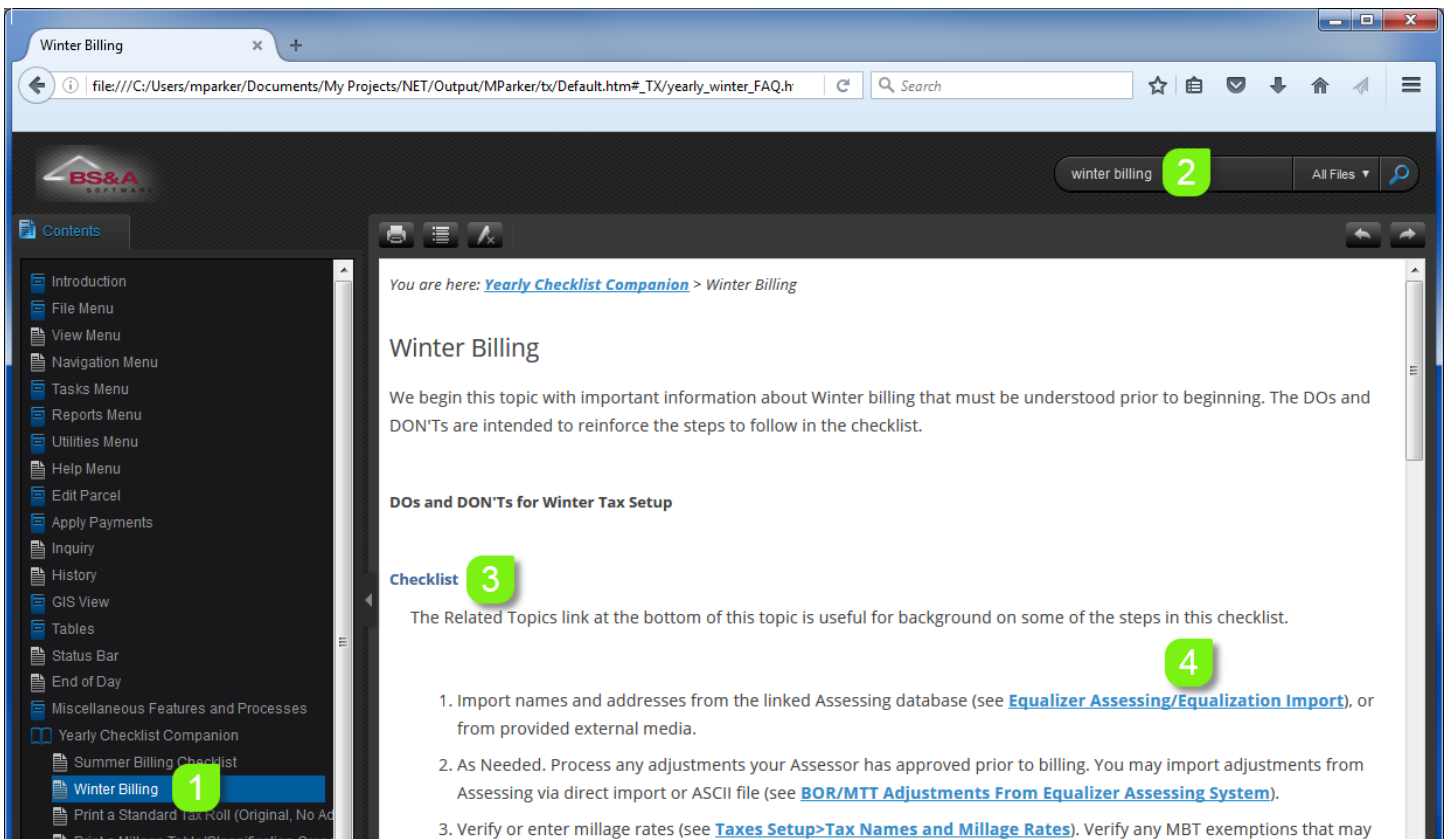 Winter Billing
file:///C:/Users/mparker/Documents/My Projects/NET/Output/MParker/tx/Default.htm#_TX/yearly_winter_FAQ.h
Search
BS&A
SOFTWARE
winter billing
2
All Files
Contents
Introduction
File Menu
View Menu
Navigation Menu
Tasks Menu
Reports Menu
Utilities Menu
Help Menu
Edit Parcel
Apply Payments
Inquiry
History
GIS View
Tables
Status Bar
End of Day
Miscellaneous Features and Processes
Yearly Checklist Companion
Summer Billing Checklist
Winter Billing
1
Print a Standard Tax Roll (Original, No Ad
You are here: Yearly Checklist Companion > Winter Billing
Winter Billing
We begin this topic with important information about Winter billing that must be understood prior to beginning. The DOs and
DON'Ts are intended to reinforce the steps to follow in the checklist.
DOs and DON'Ts for Winter Tax Setup
Checklist
3
The Related Topics link at the bottom of this topic is useful for background on some of the steps in this checklist.
4
1. Import names and addresses from the linked Assessing database (see Equalizer Assessing/Equalization Import), or
from provided external media.
2. As Needed. Process any adjustments your Assessor has approved prior to billing. You may import adjustments from
Assessing via direct import or ASCII file (see BOR/MTT Adjustments From Equalizer Assessing System).
3. Verify or enter millage rates (see Taxes Setup>Tax Names and Millage Rates). Verify any MBT exemptions that may